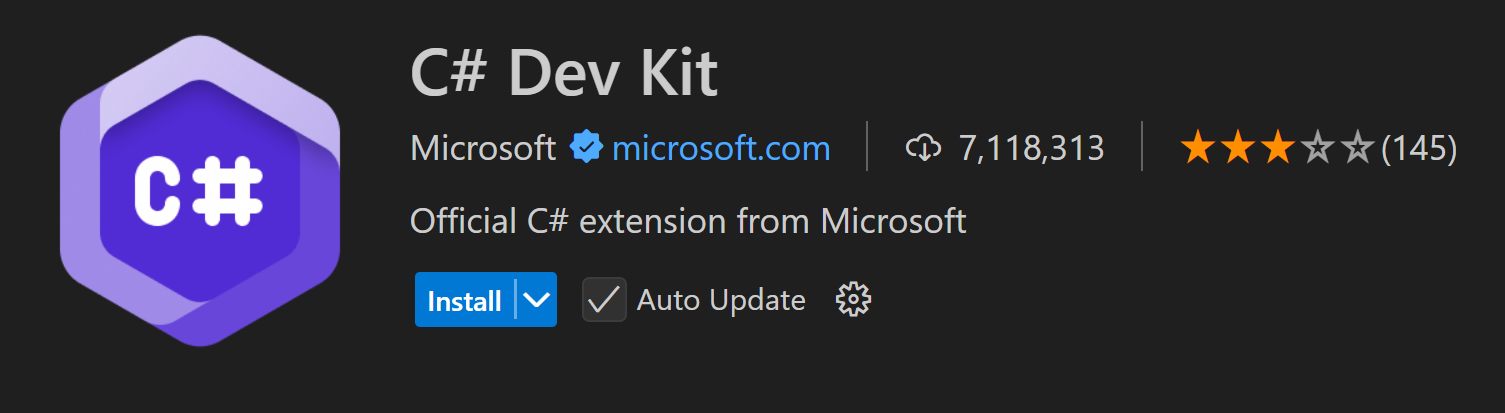 C#
C# Dev Kit
Microsoft microsoft.com 7,118,313 (145)
Official C# extension from Microsoft
Install Auto Update